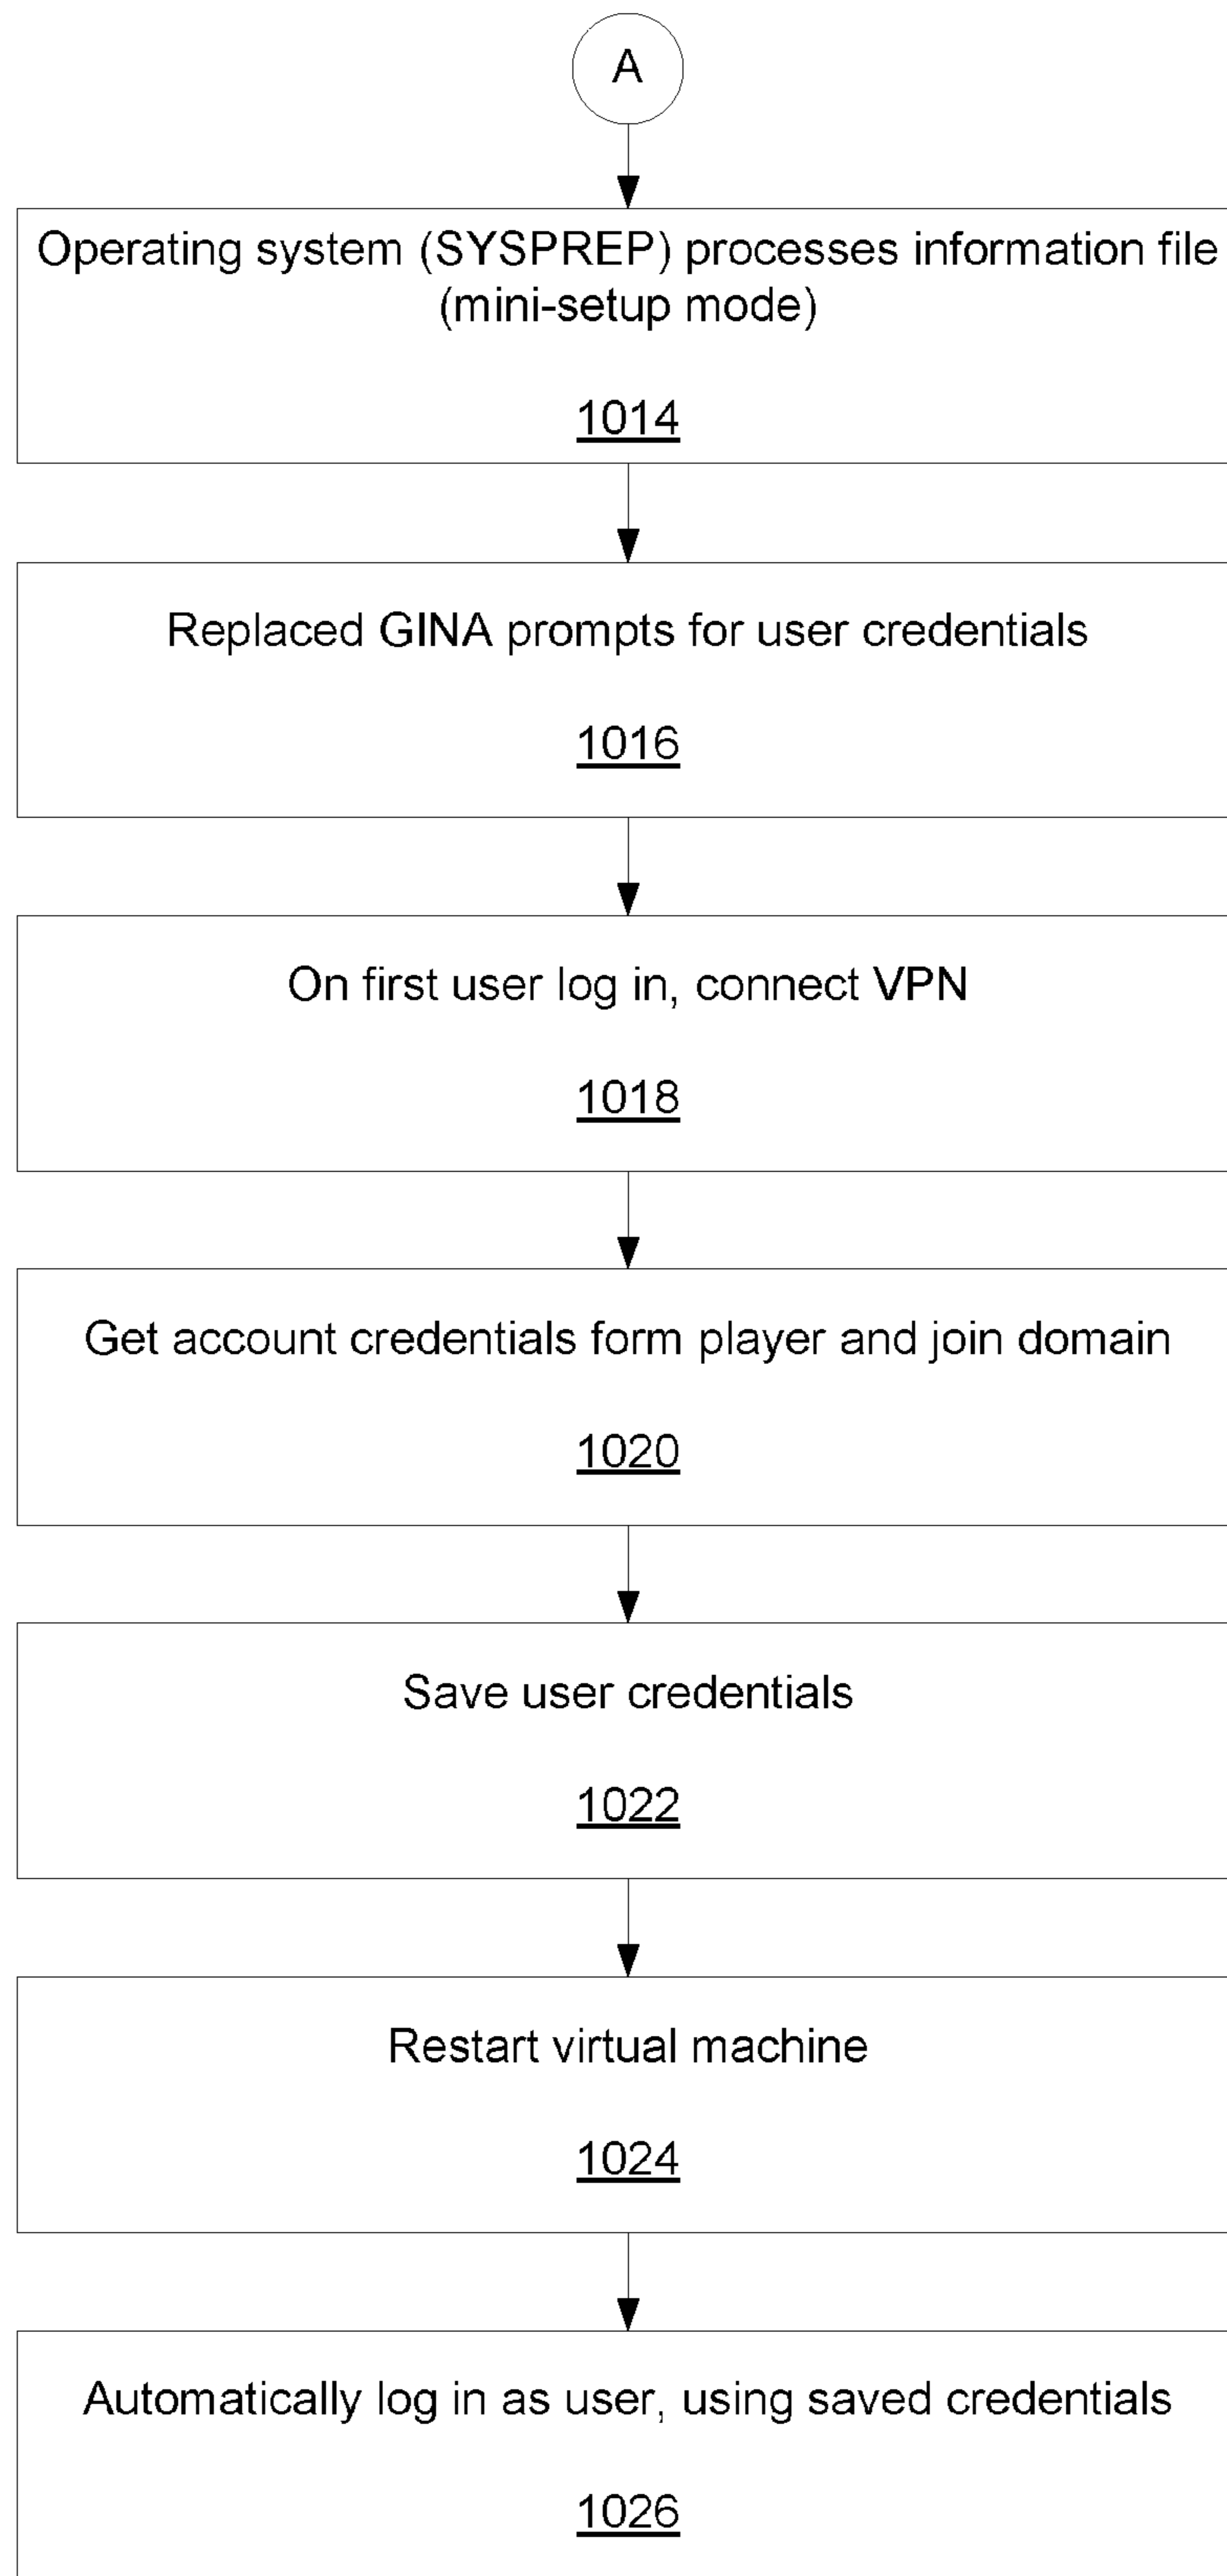 A
Operating system (SYSPREP) processes information file
(mini-setup mode)
1014
Replaced GINA prompts for user credentials
1016
On first user log in, connect VPN
1018
Get account credentials form player and join domain
1020
Save user credentials
1022
Restart virtual machine
1024
Automatically log in as user, using saved credentials
1026